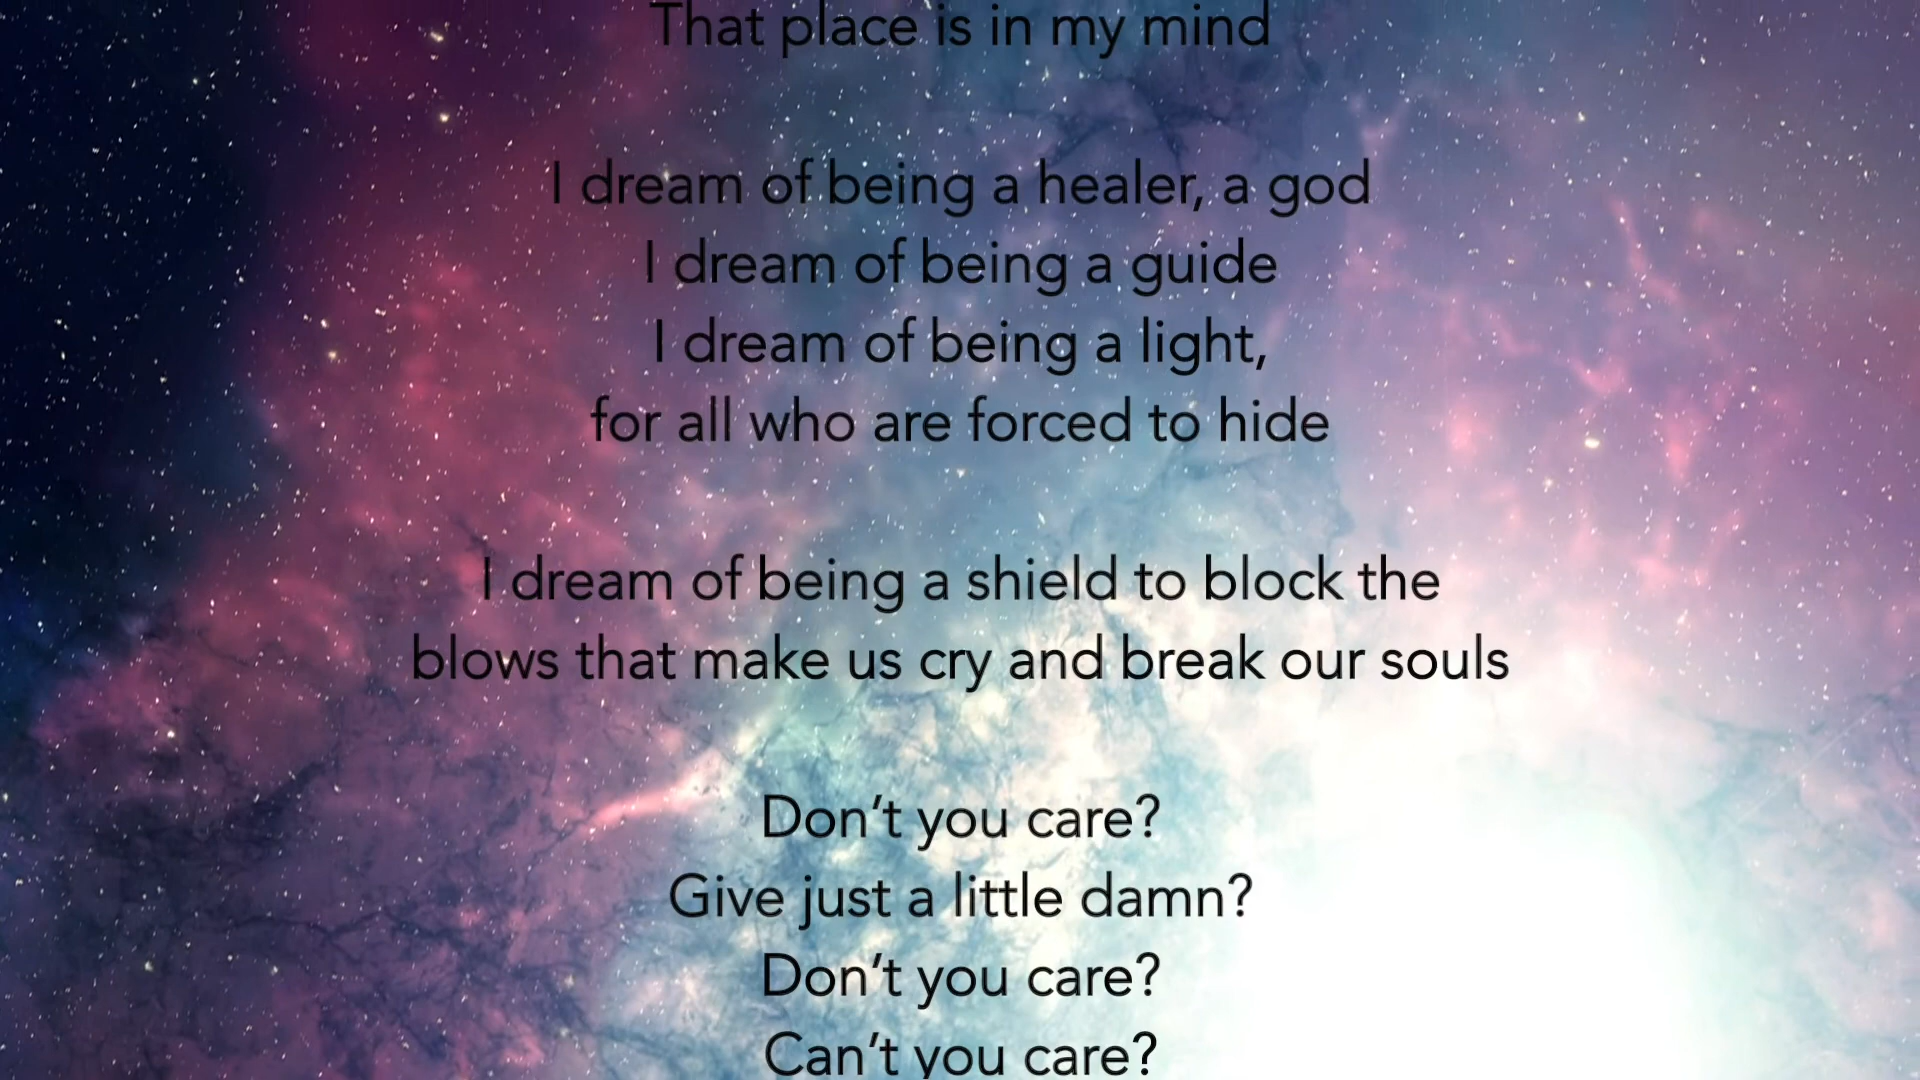 That place is in my mind
I dream of being a healer, a god
I dream of being a guide
I dream of being a light,
for all who are forced to hide
I dream of being a shield to block the
blows that make us cry and break our souls
Don’t you care?
Give just a little damn?
Don’t you care?
Can’t you care?